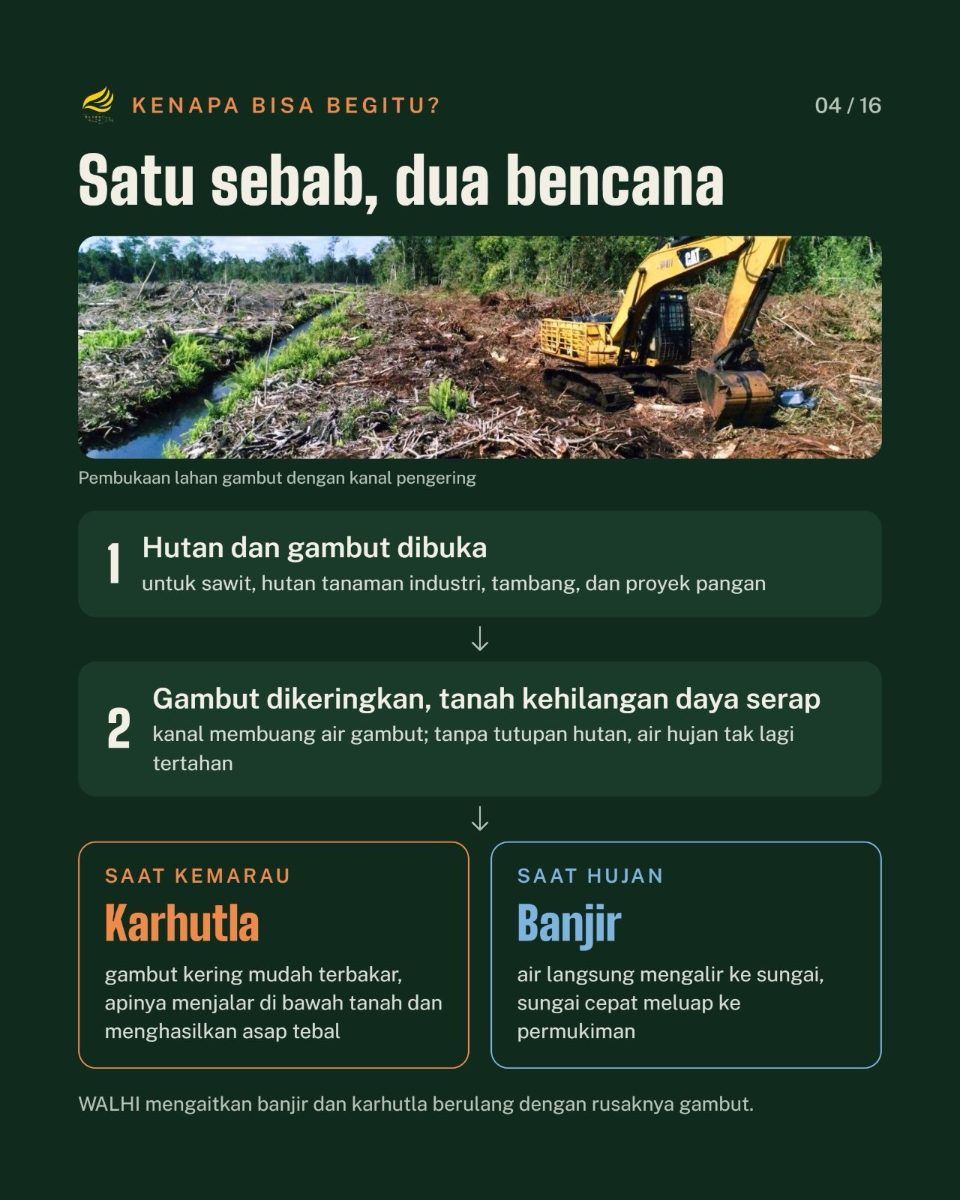 KENAPA BISA BEGITU?
04 / 16
Satu sebab, dua bencana
CAT
Pembukaan lahan gambut dengan kanal pengering
1
Hutan dan gambut dibuka
untuk sawit, hutan tanaman industri, tambang, dan proyek pangan
↓
2
Gambut dikeringkan, tanah kehilangan daya serap
kanal membuang air gambut; tanpa tutupan hutan, air hujan tak lagi
tertahan
↓
SAAT KEMARAU
Karhutla
gambut kering mudah terbakar,
apinya menjalar di bawah tanah dan
menghasilkan asap tebal
SAAT HUJAN
Banjir
air langsung mengalir ke sungai,
sungai cepat meluap ke
permukiman
WALHI mengaitkan banjir dan karhutla berulang dengan rusaknya gambut.